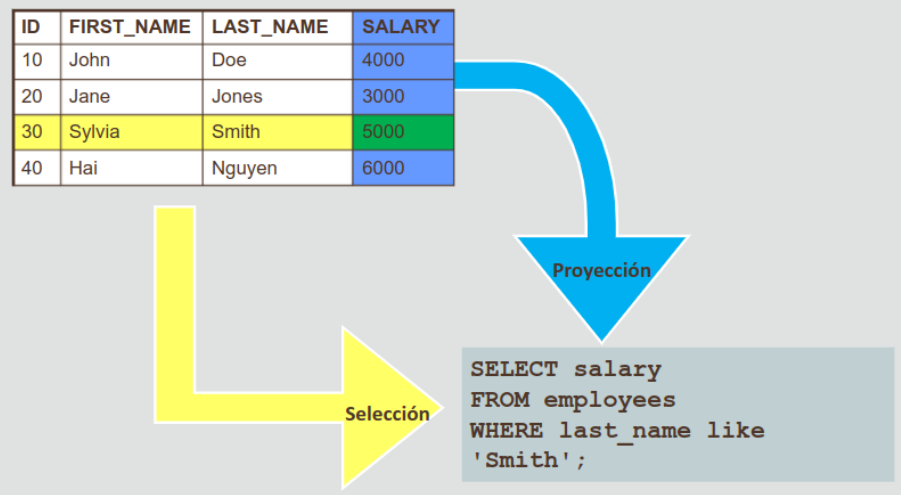 ID FIRST_NAME LAST_NAME SALARY
10 John Doe 4000
20 Jane Jones 3000
30 Sylvia Smith 5000
40 Hai Nguyen 6000
Proyección
Selección
SELECT salary
FROM employees
WHERE last_name like
'Smith';